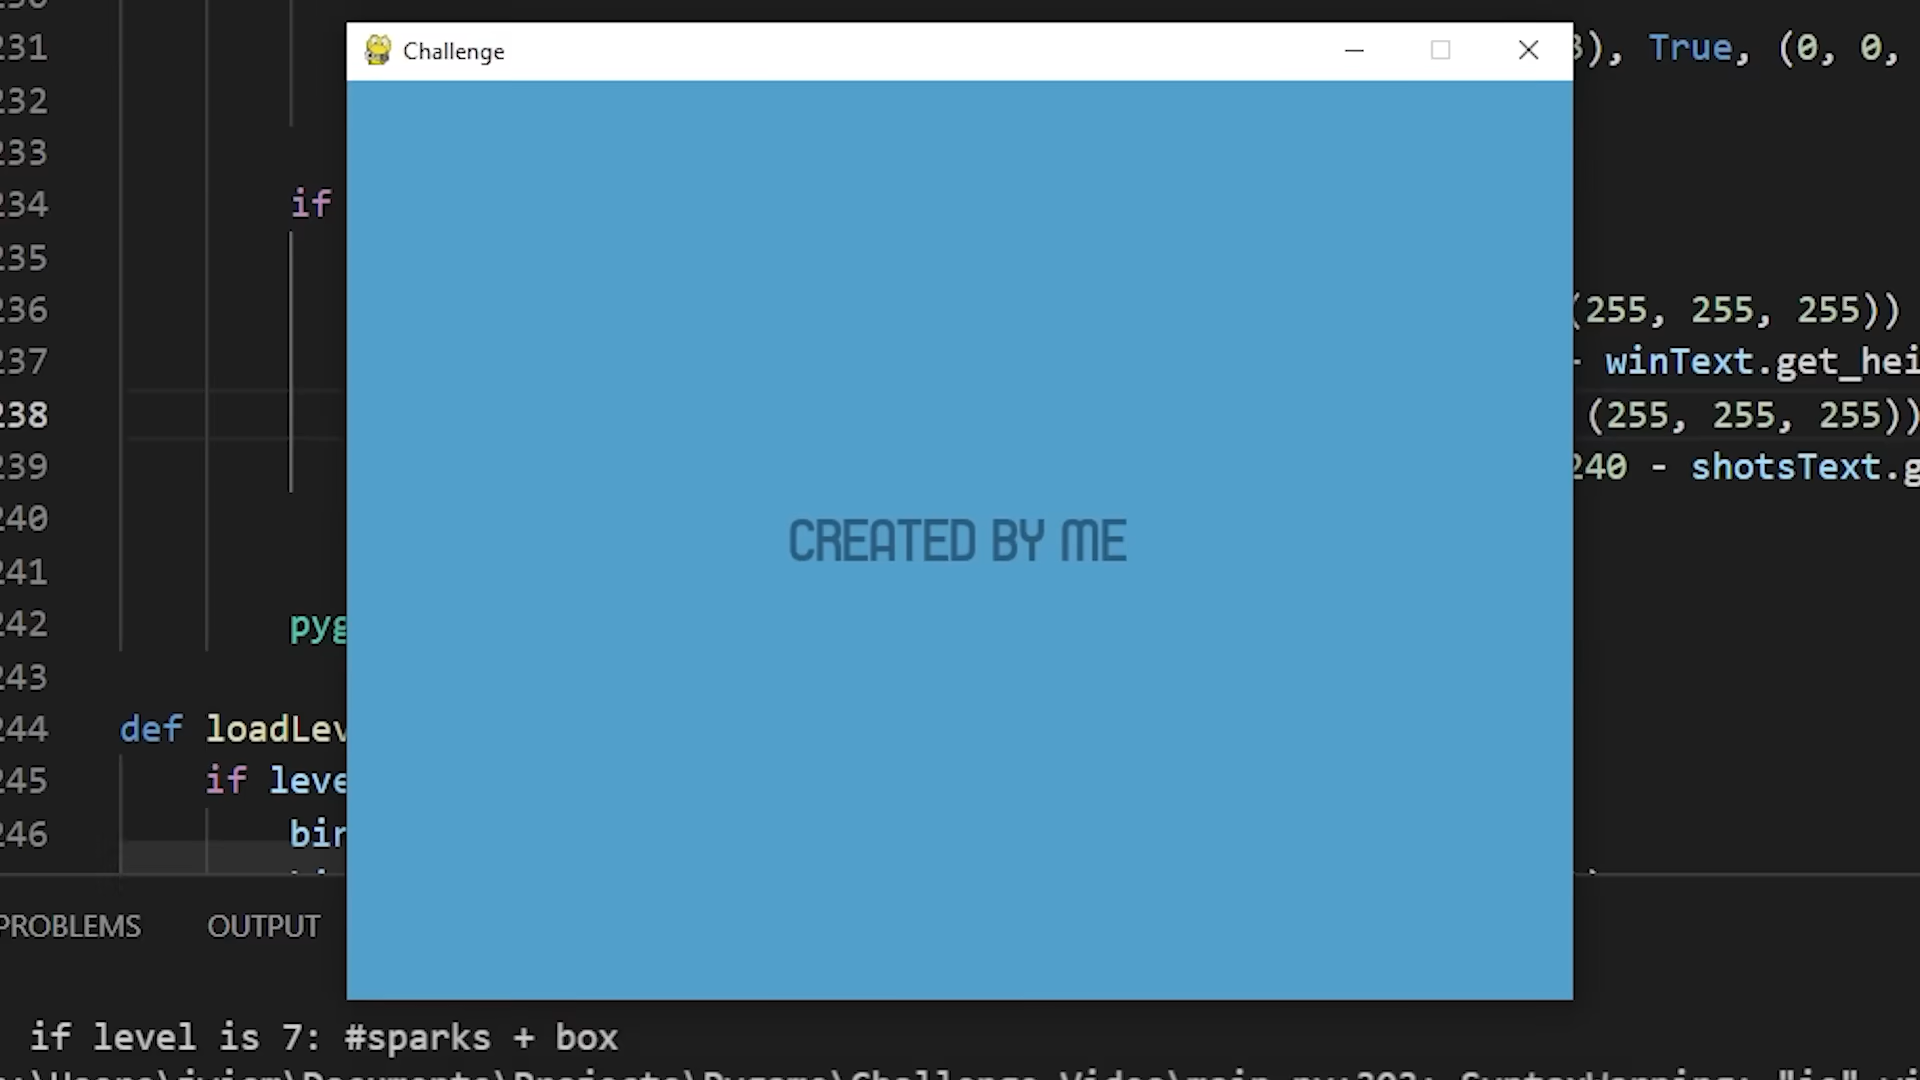 Challenge
231 3), True, (0, 0,
232
233
234 if
235
236 (255, 255, 255))
237 - winText.get_hei
238 (255, 255, 255))
239 240 - shotsText.g
240
241
242 pyg
243
244 def loadLev
245 if leve
246 bir
CREATED BY ME
PROBLEMS OUTPUT
if level is 7: #sparks + box